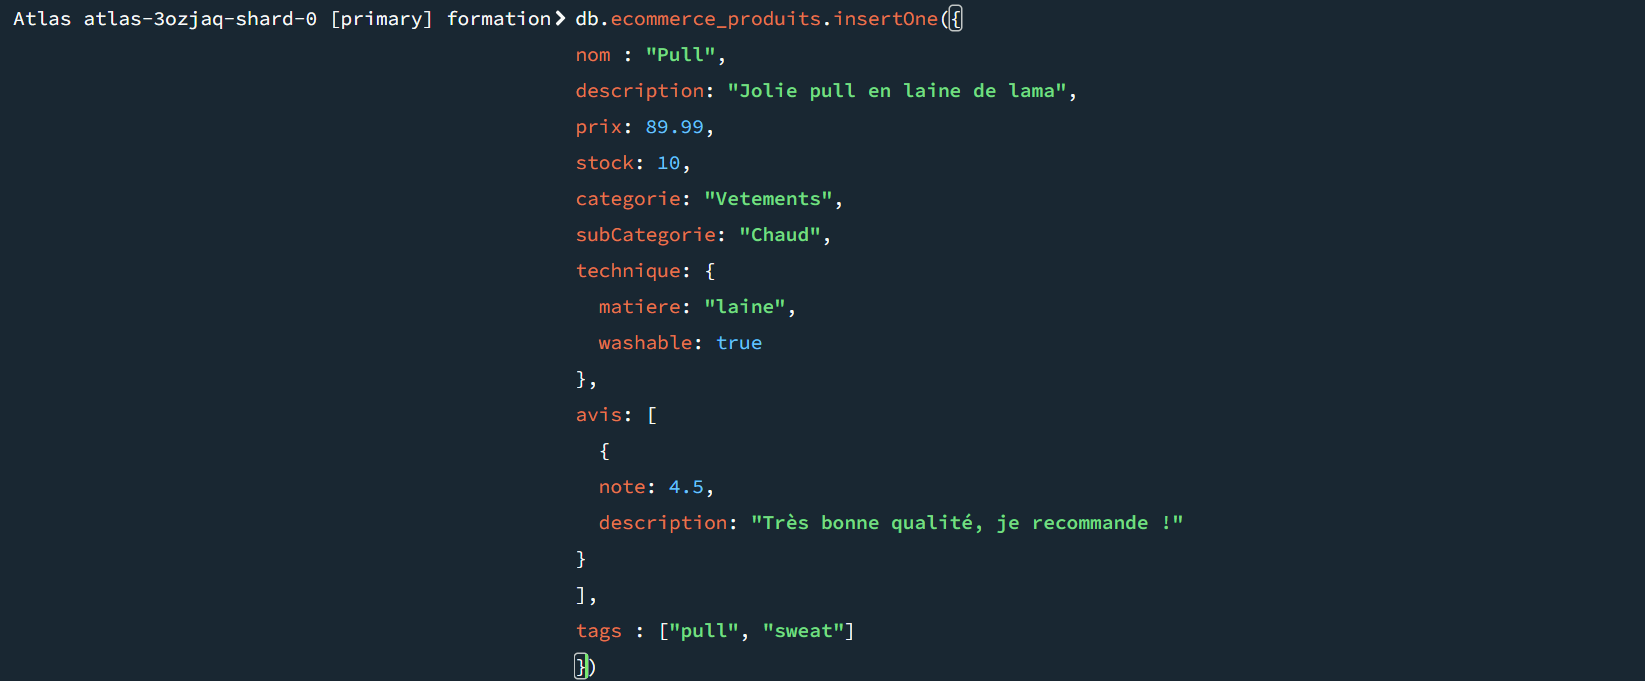 Atlas atlas-3ozjaq-shard-0 [primary] formation> db.ecommerce_produits.insertOne({
nom : "Pull",
description: "Jolie pull en laine de lama",
prix: 89.99,
stock: 10,
categorie: "Vetements",
subCategorie: "Chaud",
technique: {
matiere: "laine",
washable: true
},
avis: [
{
note: 4.5,
description: "Très bonne qualité, je recommande !"
}
],
tags : ["pull", "sweat"]
})